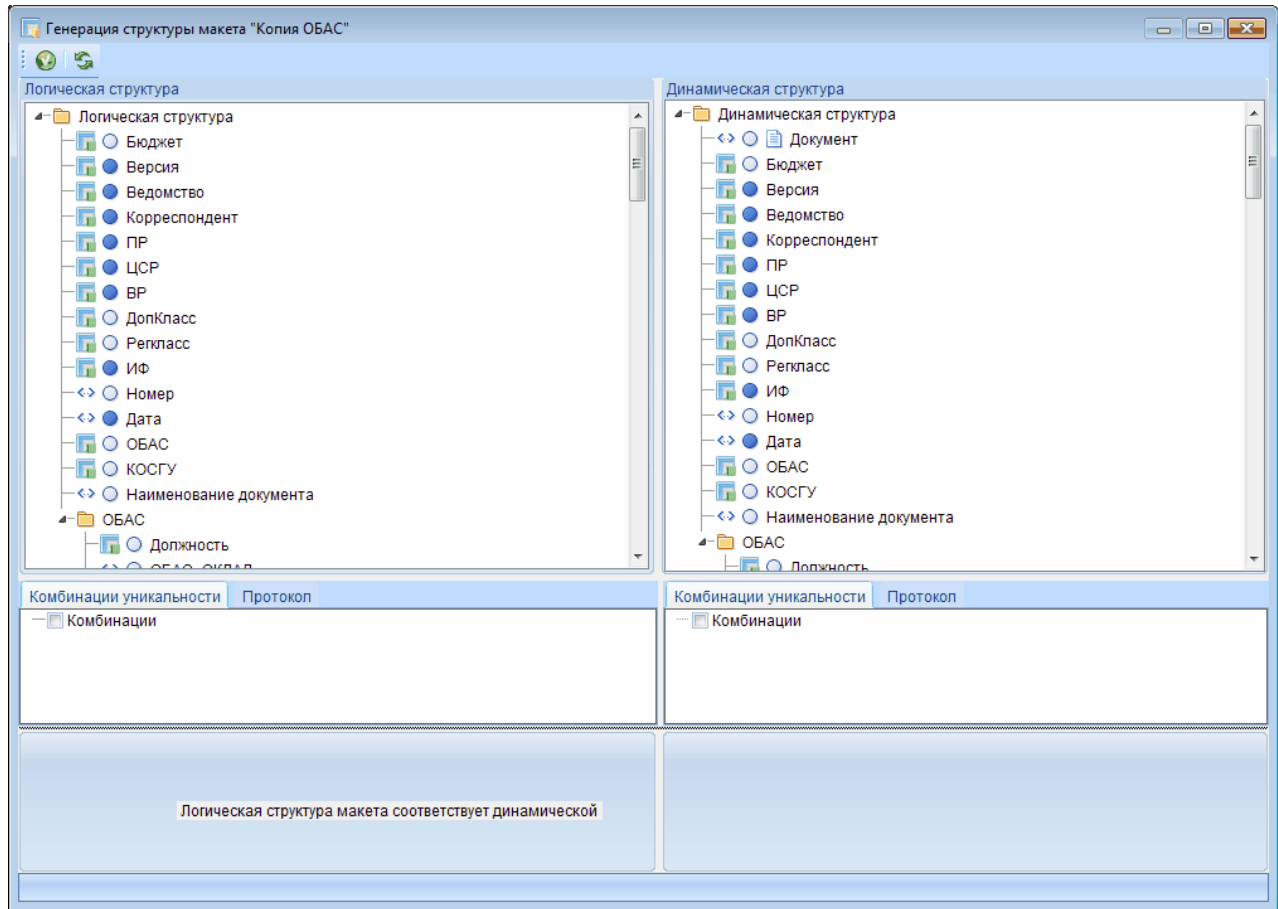 Генерация структуры макета "Копия ОБАС"
Логическая структура
Логическая структура
Бюджет
Версия
Ведомство
Корреспондент
ПР
ЦСР
ВР
ДопКласс
Регкласс
ИФ
Номер
Дата
ОБАС
КОСГУ
Наименование документа
ОБАС
Должность
ОБАС_ОКЛАД
Комбинации уникальности Протокол
Комбинации
Логическая структура макета соответствует динамической
Динамическая структура
Динамическая структура
Документ
Бюджет
Версия
Ведомство
Корреспондент
ПР
ЦСР
ВР
ДопКласс
Регкласс
ИФ
Номер
Дата
ОБАС
КОСГУ
Наименование документа
ОБАС
Должность
Комбинации уникальности Протокол
Комбинации